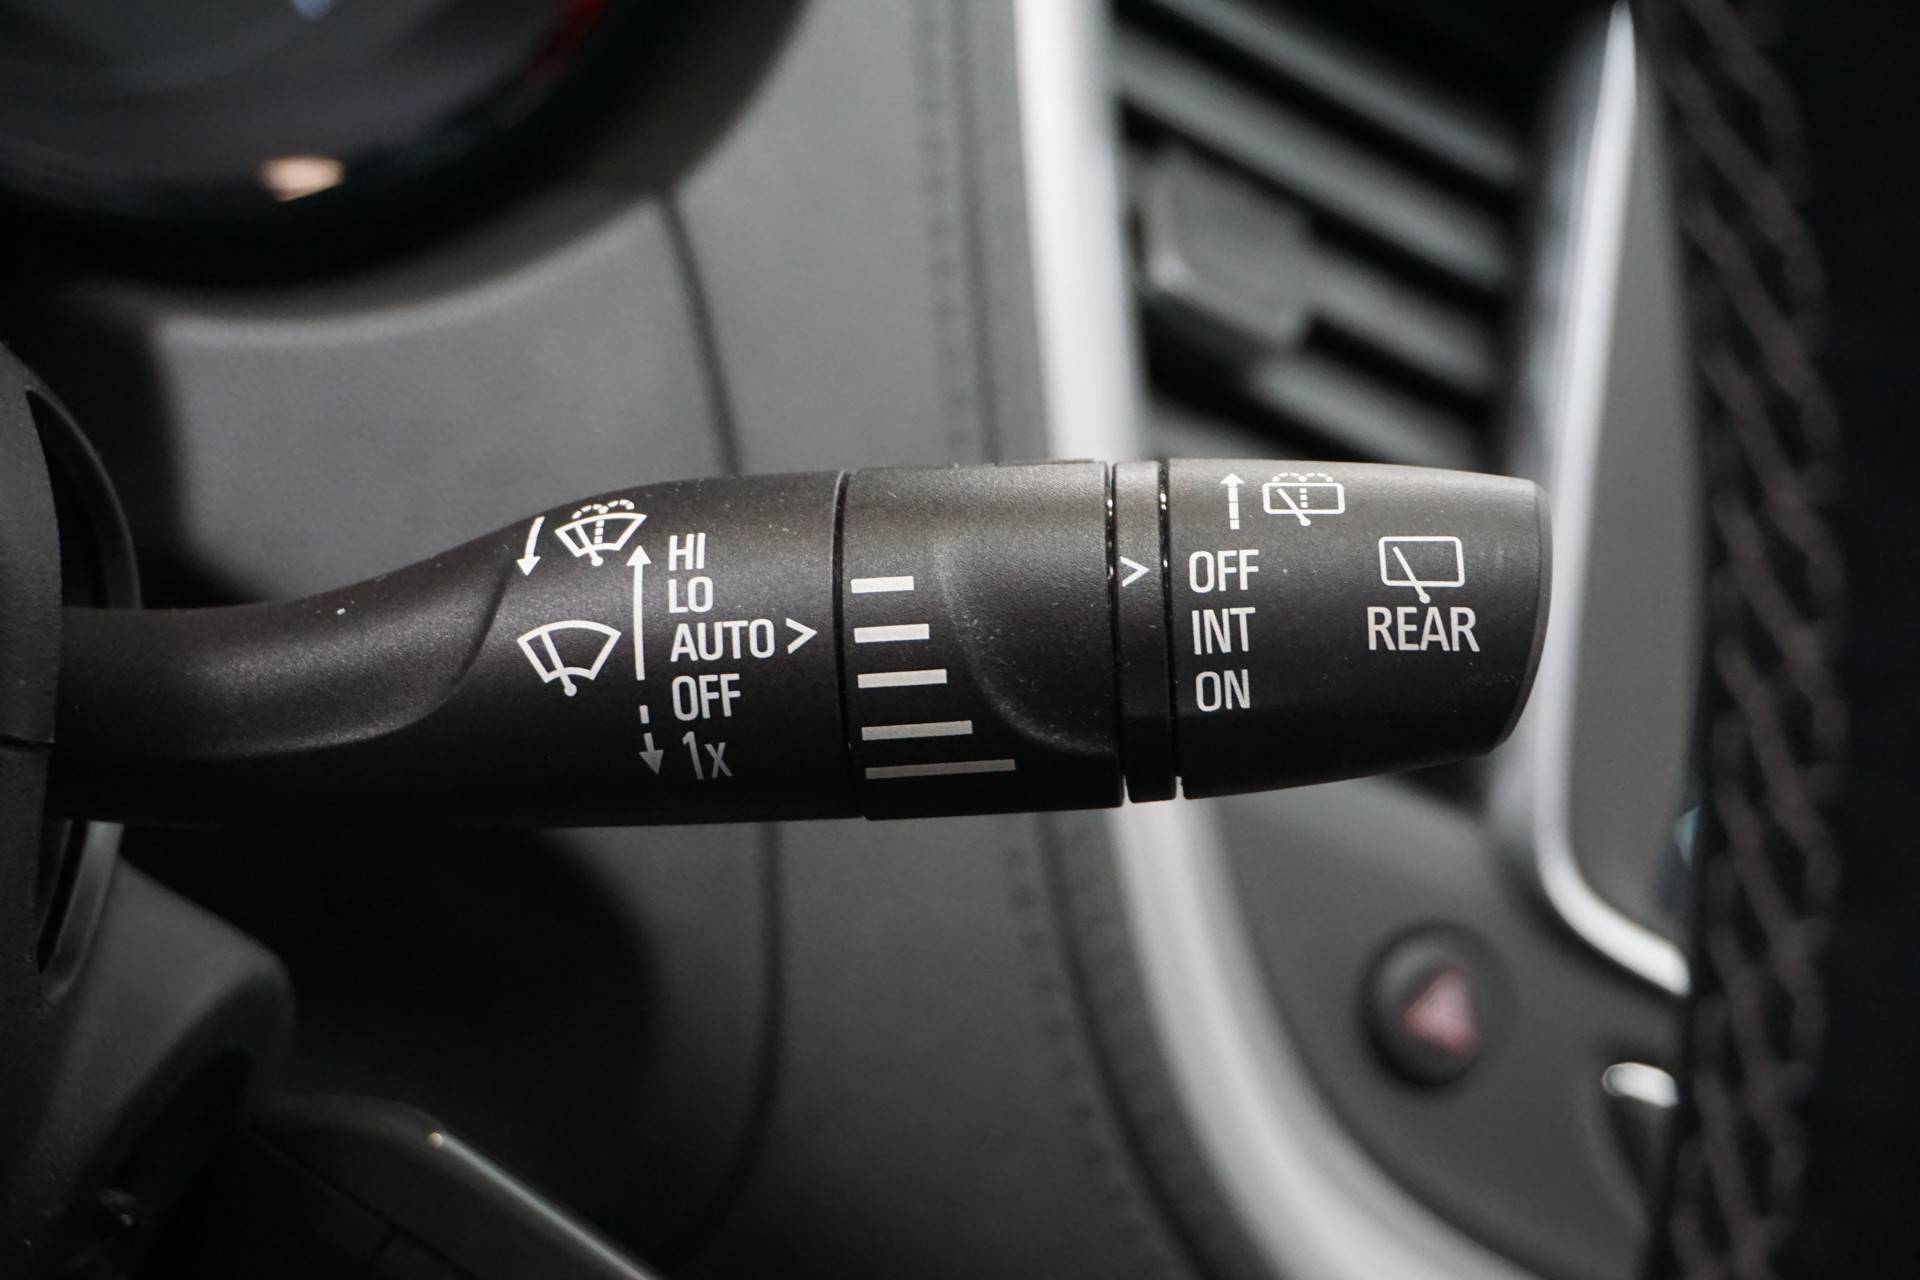 HI
LO
AUTO >
OFF
1x
> OFF
INT
ON
REAR